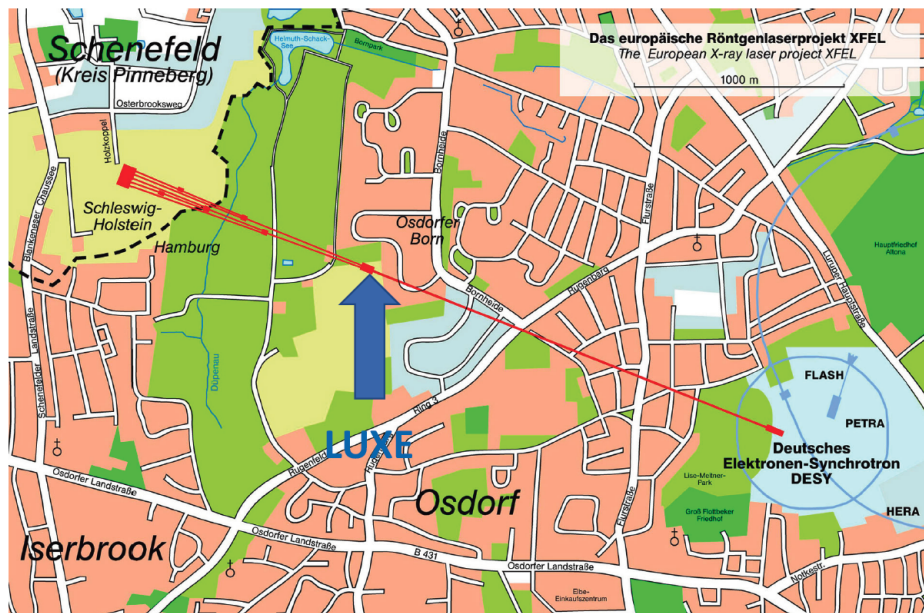 Schenefeld
(Kreis Pinneberg)
Helmuth-Schack-
See
Bornpark
Das europäische Röntgenlaserprojekt XFEL
The European X-ray laser project XFEL
1000 m
Osterbrooksweg
Holzkoppel
Blankeneser Chaussee
Schleswig-
Holstein
Hamburg
Bornheide
Osdorfer
Born
Flurstraße
Rugenbarg
Luruper Hauptstraße
Hauptfriedhof
Altona
Bornheide
Schenefelder Landstraße
Düpenau
Ring 3
FLASH
PETRA
LUXE
Deutsches
Elektronen-Synchrotron
DESY
HERA
Rugenfeld
Osdorfer Landstraße
Osdorf
Flurstraße
Lise-Meitner-
Park
Groß Flottbeker
Friedhof
Iserbrook
Osdorfer Landstraße
B 431
Osdorfer Landstraße
Notkestr.
Elbe-
Einkaufszentrum